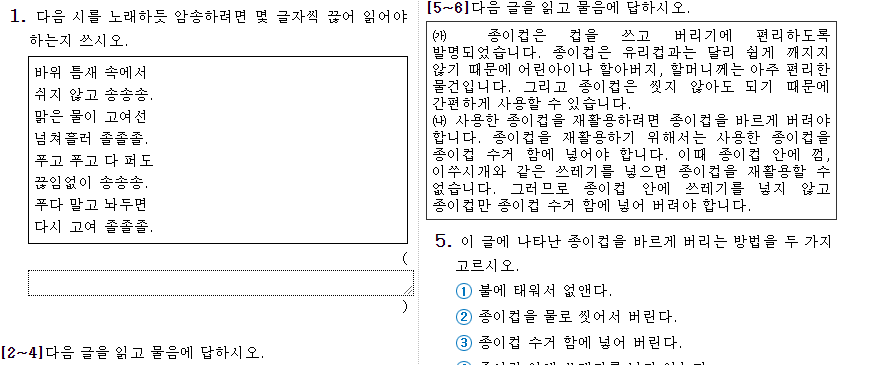 1. 다음 시를 노래하듯 암송하려면 몇 글자씩 끊어 읽어야
하는지 쓰시오.
바위 틈새 속에서
쉬지 않고 송송송.
맑은 물이 고여선
넘쳐흘러 졸졸졸.
푸고 푸고 다 퍼도
끊임없이 송송송.
푸다 말고 놔두면
다시 고여 졸졸졸.
(
)
[2~4]다음 글을 읽고 물음에 답하시오.
[5~6]다음 글을 읽고 물음에 답하시오.
㈎ 종이컵은 컵을 쓰고 버리기에 편리하도록
발명되었습니다. 종이컵은 유리컵과는 달리 쉽게 깨지지
않기 때문에 어린아이나 할아버지, 할머니께는 아주 편리한
물건입니다. 그리고 종이컵은 씻지 않아도 되기 때문에
간편하게 사용할 수 있습니다.
㈏ 사용한 종이컵을 재활용하려면 종이컵을 바르게 버려야
합니다. 종이컵을 재활용하기 위해서는 사용한 종이컵을
종이컵 수거 함에 넣어야 합니다. 이때 종이컵 안에 껌,
이쑤시개와 같은 쓰레기를 넣으면 종이컵을 재활용할 수
없습니다. 그러므로 종이컵 안에 쓰레기를 넣지 않고
종이컵만 종이컵 수거 함에 넣어 버려야 합니다.
5. 이 글에 나타난 종이컵을 바르게 버리는 방법을 두 가지
고르시오.
① 불에 태워서 없앤다.
② 종이컵을 물로 씻어서 버린다.
③ 종이컵 수거 함에 넣어 버린다.